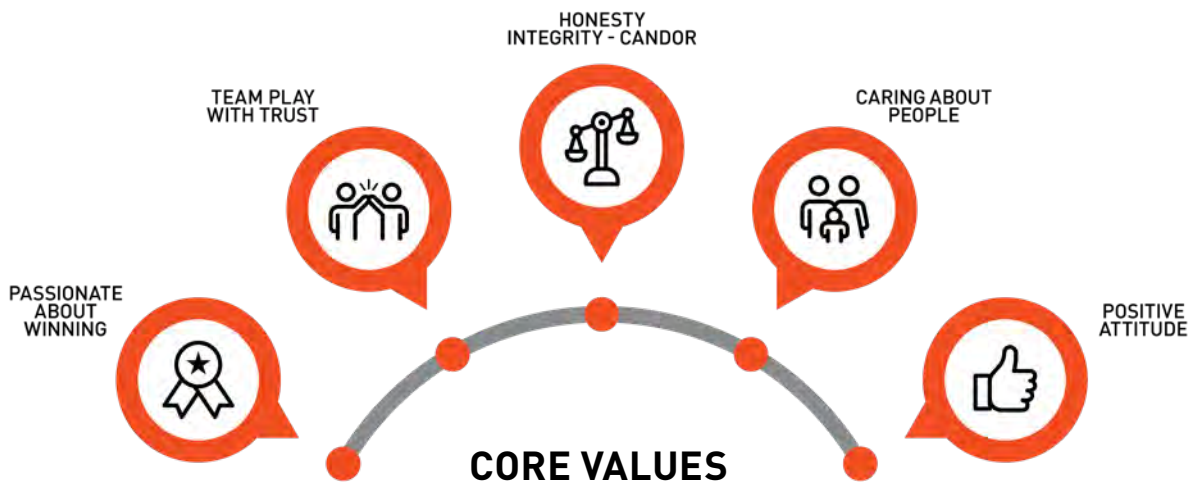 HONESTY
INTEGRITY - CANDOR
TEAM PLAY
WITH TRUST
CARING ABOUT
PEOPLE
PASSIONATE
ABOUT
WINNING
POSITIVE
ATTITUDE
CORE VALUES